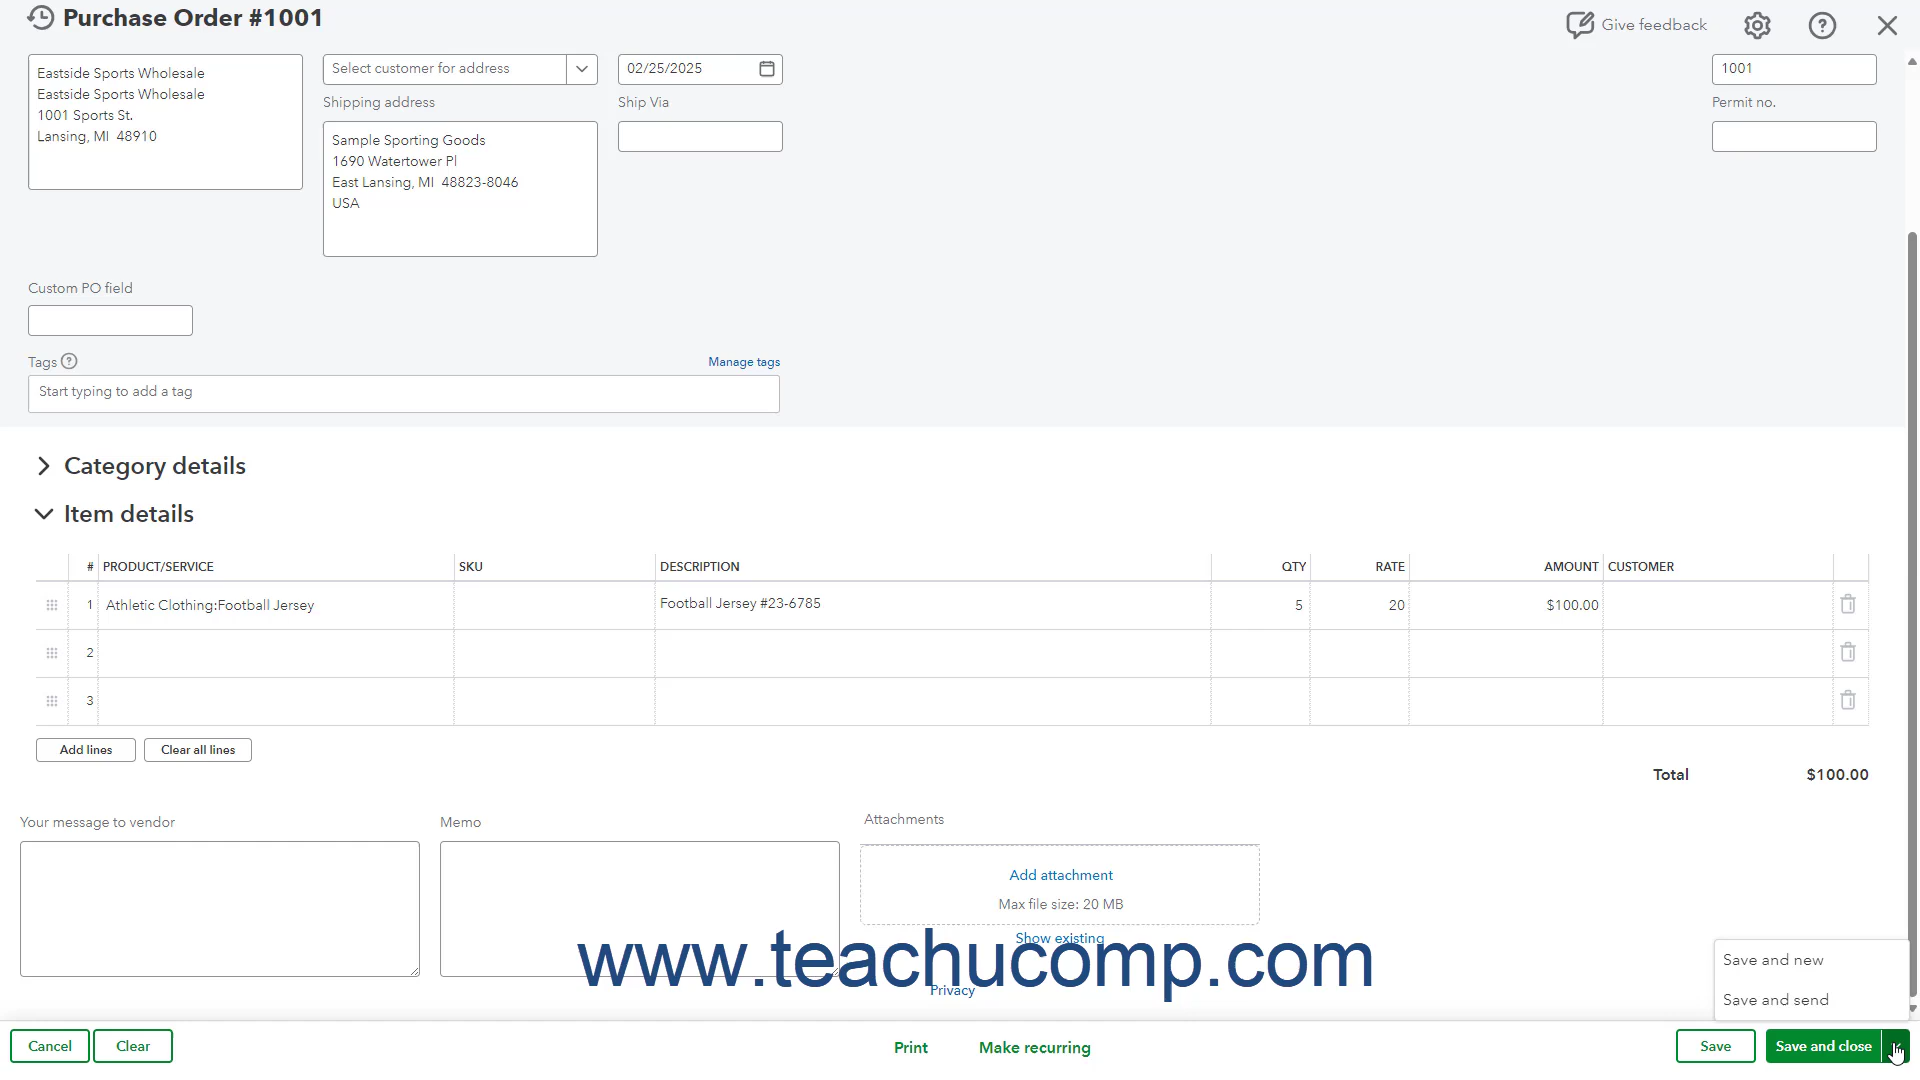 Purchase Order #1001
Give feedback
Eastside Sports Wholesale
Eastside Sports Wholesale
1001 Sports St.
Lansing, MI  48910
Select customer for address
02/25/2025
1001
Shipping address
Ship Via
Permit no.
Sample Sporting Goods
1690 Watertower Pl
East Lansing, MI  48823-8046
USA
Custom PO field
Tags
Manage tags
Start typing to add a tag
Category details
Item details
# PRODUCT/SERVICE SKU DESCRIPTION QTY RATE AMOUNT CUSTOMER
1 Athletic Clothing:Football Jersey Football Jersey #23-6785 5 20 $100.00
2
3
Add lines Clear all lines
Total $100.00
Your message to vendor
Memo
Attachments
Add attachment
Max file size: 20 MB
Show existing
www.teachucomp.com
Privacy
Save and new
Save and send
Cancel Clear Print Make recurring Save Save and close